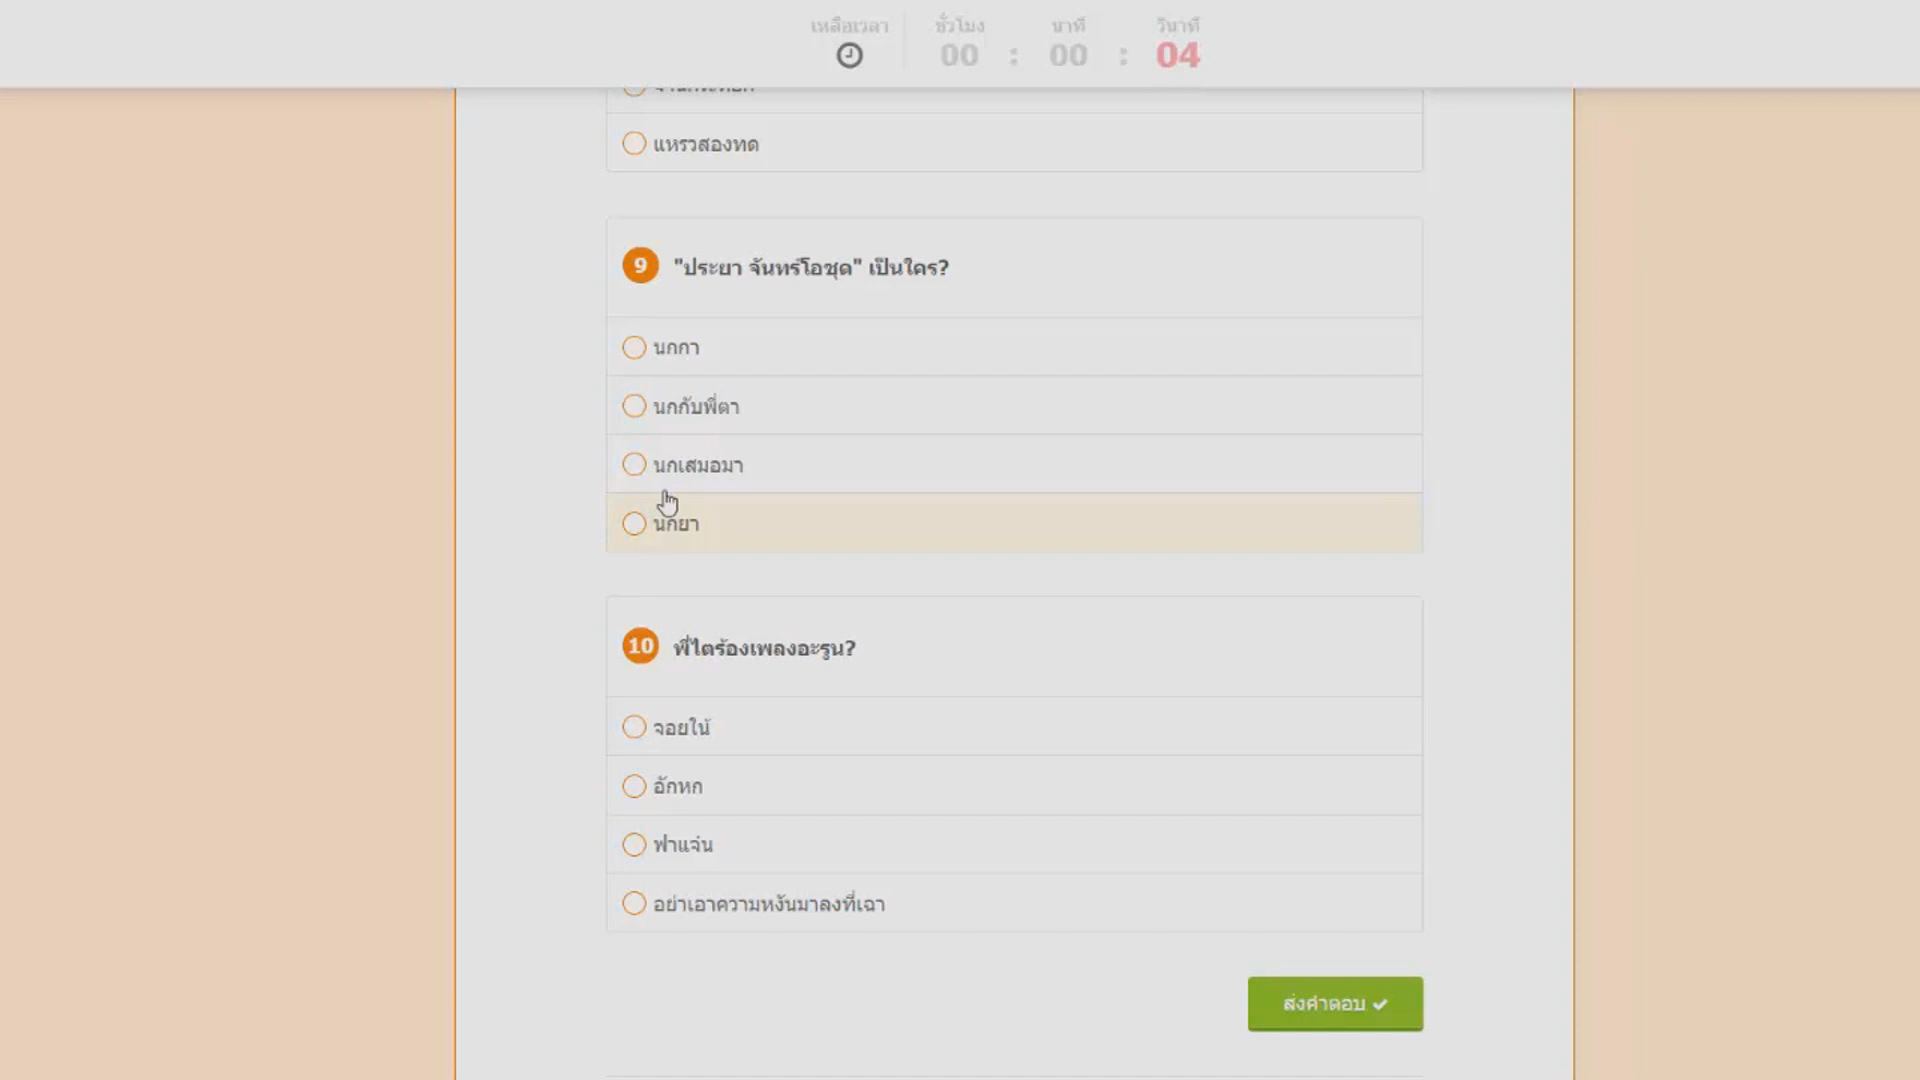 เหลือเวลา ชั่วโมง นาที วินาที
00 : 00 : 04
แหรวสองทด
9 "ประยา จันทร์โอชุด" เป็นใคร?
นกกา
นกกับพี่ตา
นกเสมอมา
นกยา
10 พี่ไตร้องเพลงอะรูน?
จอยใน้
อักหก
ฟาแจ่น
อย่าเอาความหงันมาลงที่เฉา
ส่งคำตอบ